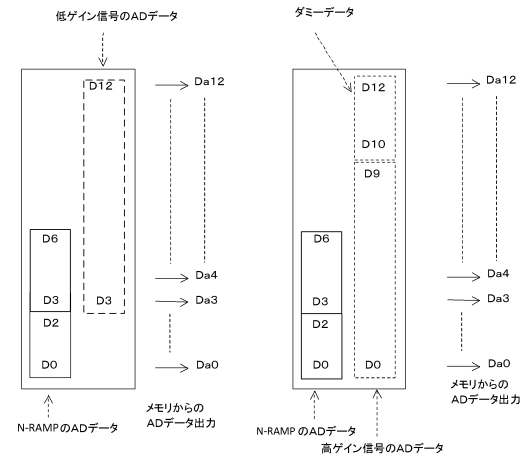 低ゲイン信号のADデータ
D12
Da12
D6
D3
D3
Da4
Da3
D2
D0
Da0
N-RAMPのADデータ
メモリからの
ADデータ出力
ダミーデータ
D12
Da12
D10
D9
D6
D3
Da4
Da3
D2
D0
D0
Da0
N-RAMPのADデータ
メモリからの
ADデータ出力
高ゲイン信号のADデータ